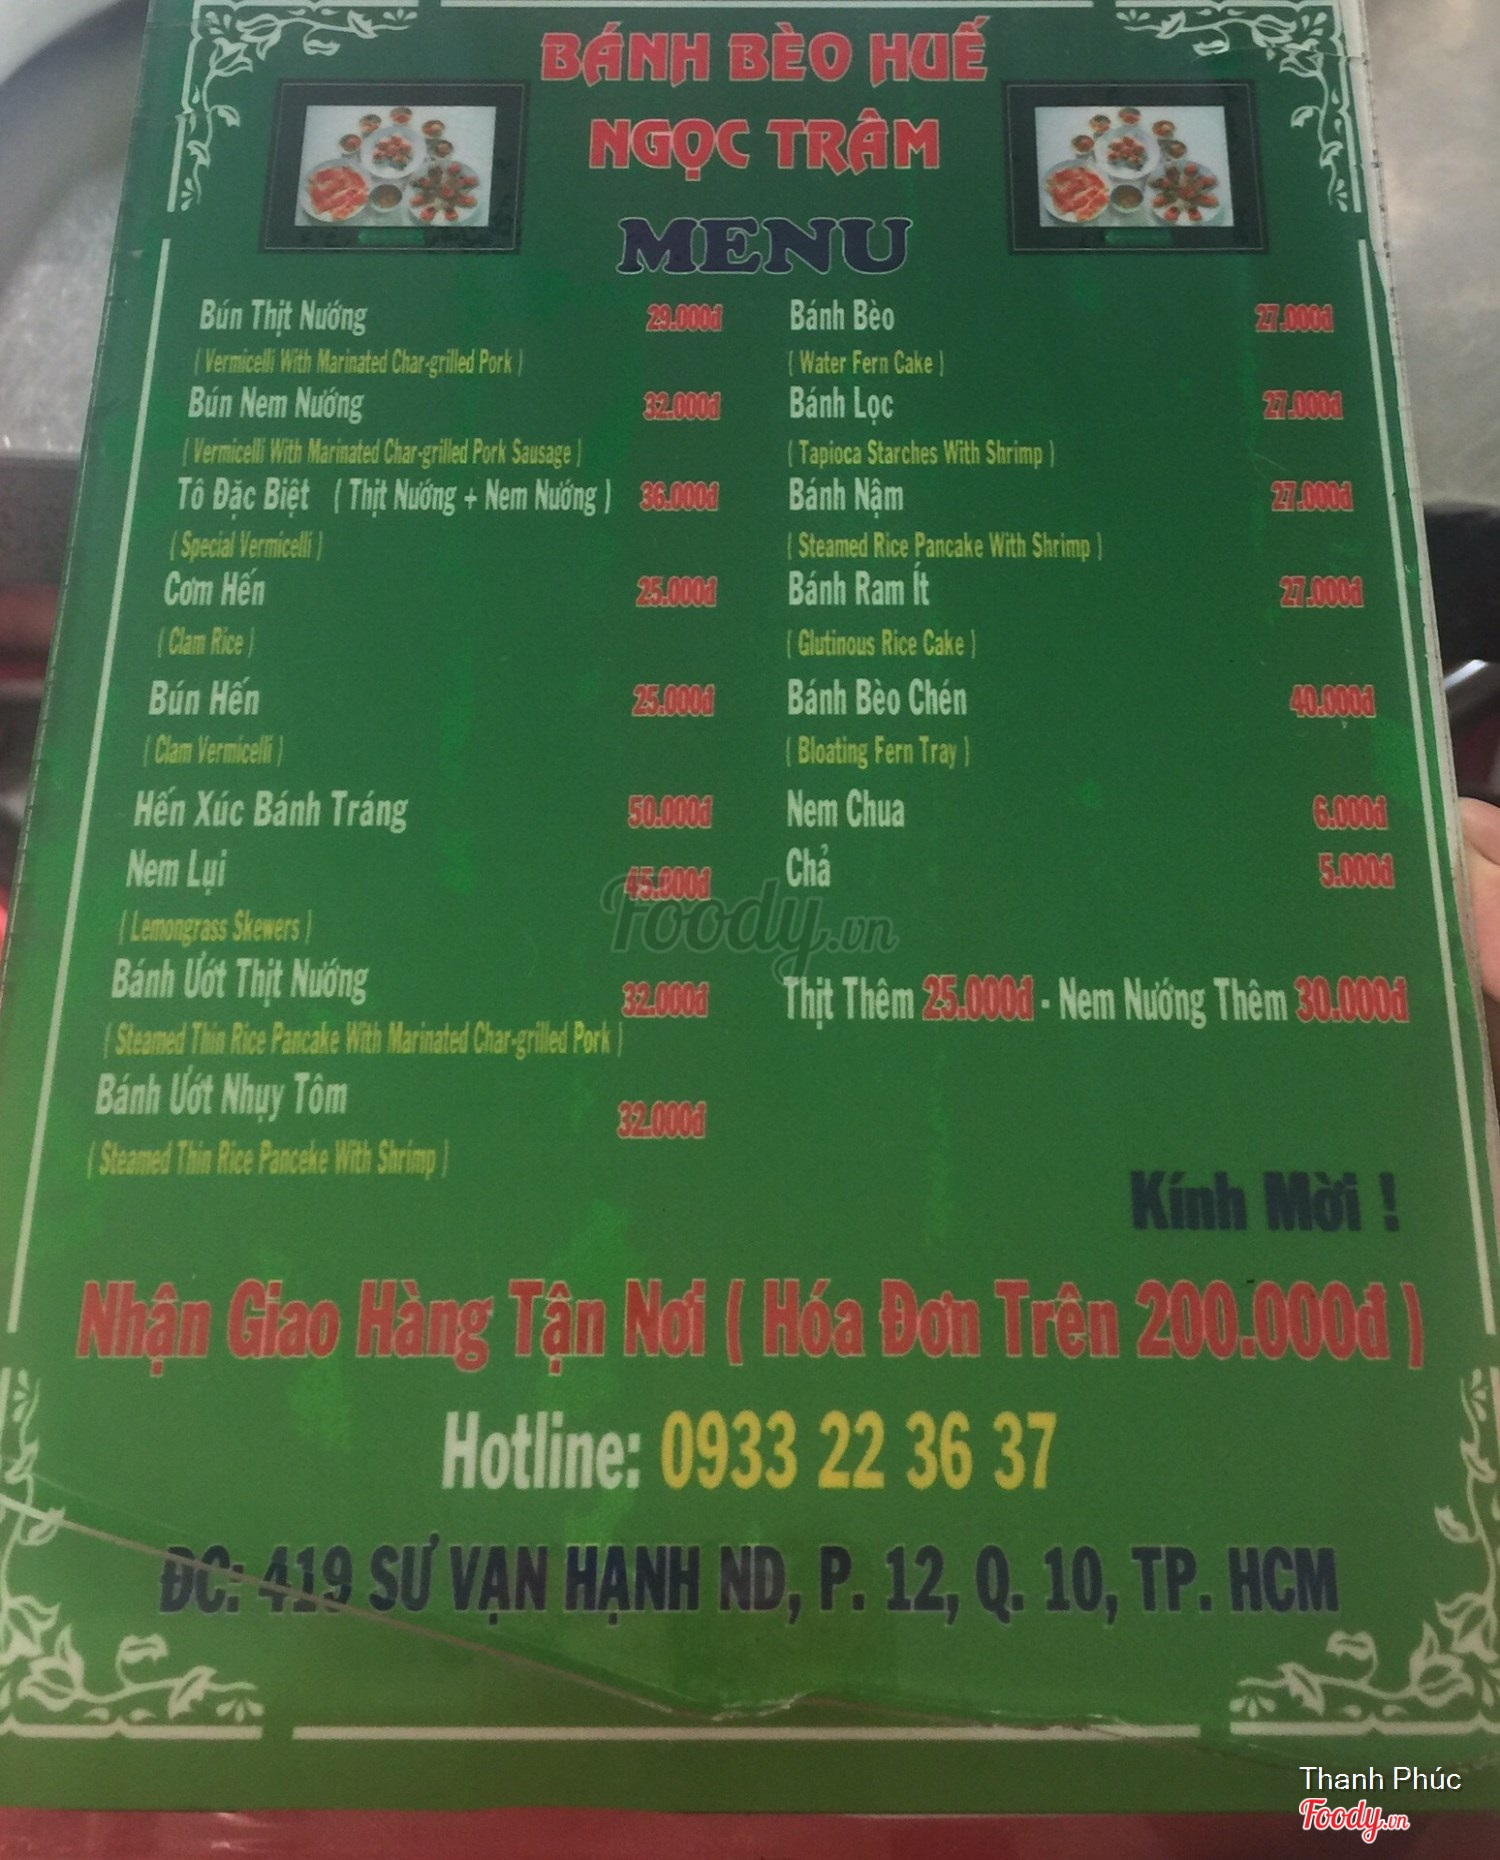 BÁNH BÈO HUẾ
NGỌC TRÂM
MENU
Bún Thịt Nướng 29.000đ
( Vermicelli With Marinated Char-grilled Pork )
Bún Nem Nướng 32.000đ
( Vermicelli With Marinated Char-grilled Pork Sausage )
Tô Đặc Biệt ( Thịt Nướng + Nem Nướng ) 36.000đ
( Special Vermicelli )
Cơm Hến 25.000đ
( Clam Rice )
Bún Hến 25.000đ
( Clam Vermicelli )
Hến Xúc Bánh Tráng 50.000đ
Nem Lụi 45.000đ
( Lemongrass Skewers )
Bánh Ướt Thịt Nướng 32.000đ
( Steamed Thin Rice Pancake With Marinated Char-grilled Pork )
Bánh Ướt Nhụy Tôm 32.000đ
( Steamed Thin Rice Panceke With Shrimp )
Bánh Bèo 27.000đ
( Water Fern Cake )
Bánh Lọc 27.000đ
( Tapioca Starches With Shrimp )
Bánh Nậm 27.000đ
( Steamed Rice Pancake With Shrimp )
Bánh Ram Ít 27.000đ
( Glutinous Rice Cake )
Bánh Bèo Chén 40.000đ
( Bloating Fern Tray )
Nem Chua 6.000đ
Chả 5.000đ
Thịt Thêm 25.000đ - Nem Nướng Thêm 30.000đ
Foody.vn
Kính Mời !
Nhận Giao Hàng Tận Nơi ( Hóa Đơn Trên 200.000đ )
Hotline: 0933 22 36 37
ĐC: 419 SƯ VẠN HẠNH ND, P. 12, Q. 10, TP. HCM
Thanh Phúc
Foody.vn